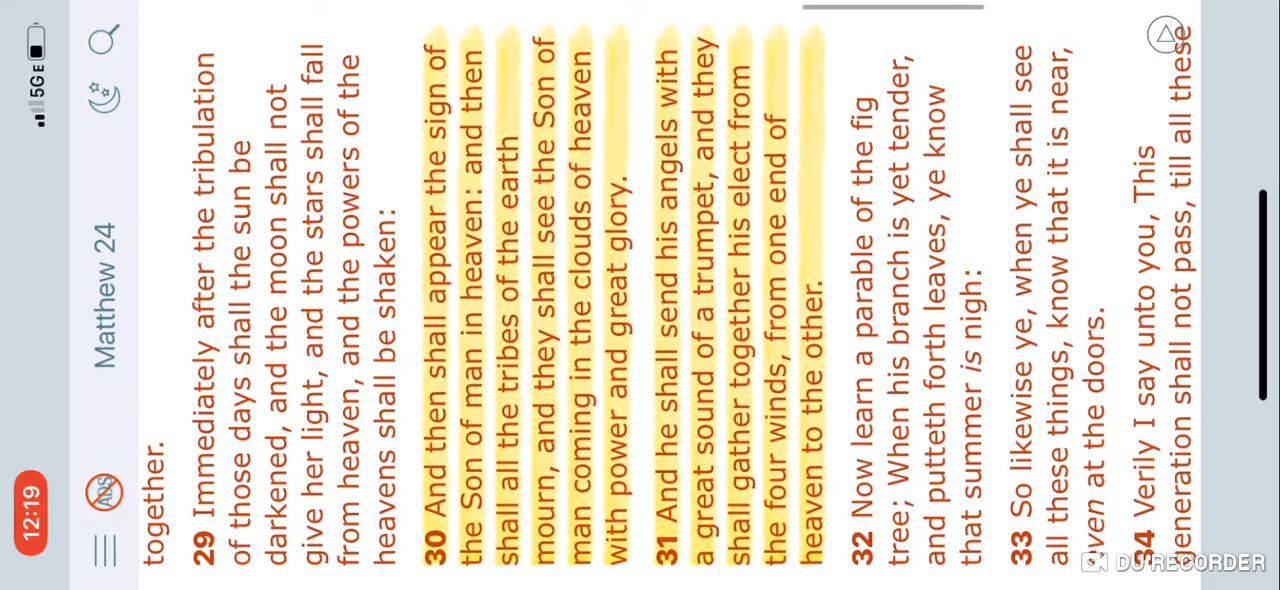 12:19
5GE
ADS
Matthew 24
together.
29 Immediately after the tribulation
of those days shall the sun be
darkened, and the moon shall not
give her light, and the stars shall fall
from heaven, and the powers of the
heavens shall be shaken:
30 And then shall appear the sign of
the Son of man in heaven: and then
shall all the tribes of the earth
mourn, and they shall see the Son of
man coming in the clouds of heaven
with power and great glory.
31 And he shall send his angels with
a great sound of a trumpet, and they
shall gather together his elect from
the four winds, from one end of
heaven to the other.
32 Now learn a parable of the fig
tree; When his branch is yet tender,
and putteth forth leaves, ye know
that summer is nigh:
33 So likewise ye, when ye shall see
all these things, know that it is near,
even at the doors.
34 Verily I say unto you, This
generation shall not pass, till all these
DU RECORDER